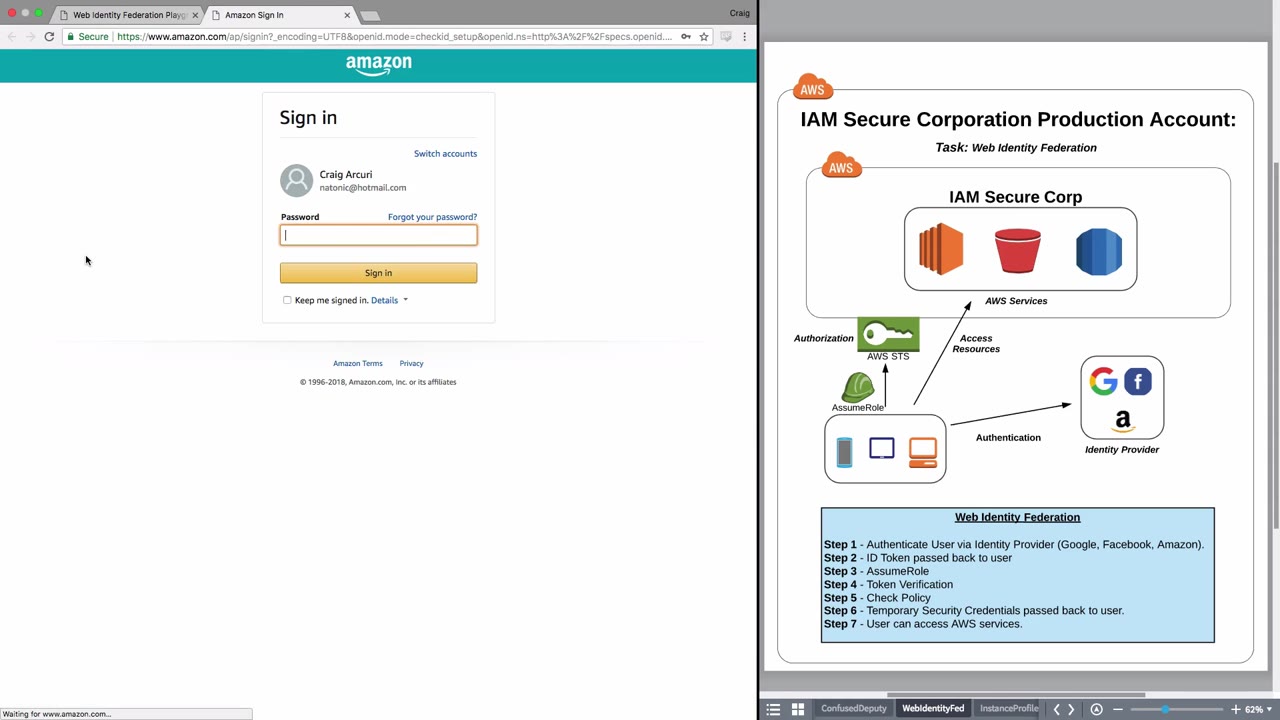 Web Identity Federation Playg
Amazon Sign In
Craig
Secure
https://www.amazon.com/ap/signin?_encoding=UTF8&openid.mode=checkid_setup&openid.ns=http%3A%2F%2Fspecs.openid....
amazon
Sign in
Switch accounts
Craig Arcuri
natonic@hotmail.com
Password
Forgot your password?
Sign in
Keep me signed in. Details
Amazon Terms
Privacy
© 1996-2018, Amazon.com, Inc. or its affiliates
Waiting for www.amazon.com...
AWS
IAM Secure Corporation Production Account:
Task: Web Identity Federation
AWS
IAM Secure Corp
AWS Services
Authorization
AWS STS
Access
Resources
AssumeRole
Authentication
G f
a
Identity Provider
Web Identity Federation
Step 1 - Authenticate User via Identity Provider (Google, Facebook, Amazon).
Step 2 - ID Token passed back to user
Step 3 - AssumeRole
Step 4 - Token Verification
Step 5 - Check Policy
Step 6 - Temporary Security Credentials passed back to user.
Step 7 - User can access AWS services.
ConfusedDeputy
WebIdentityFed
InstanceProfile
62%